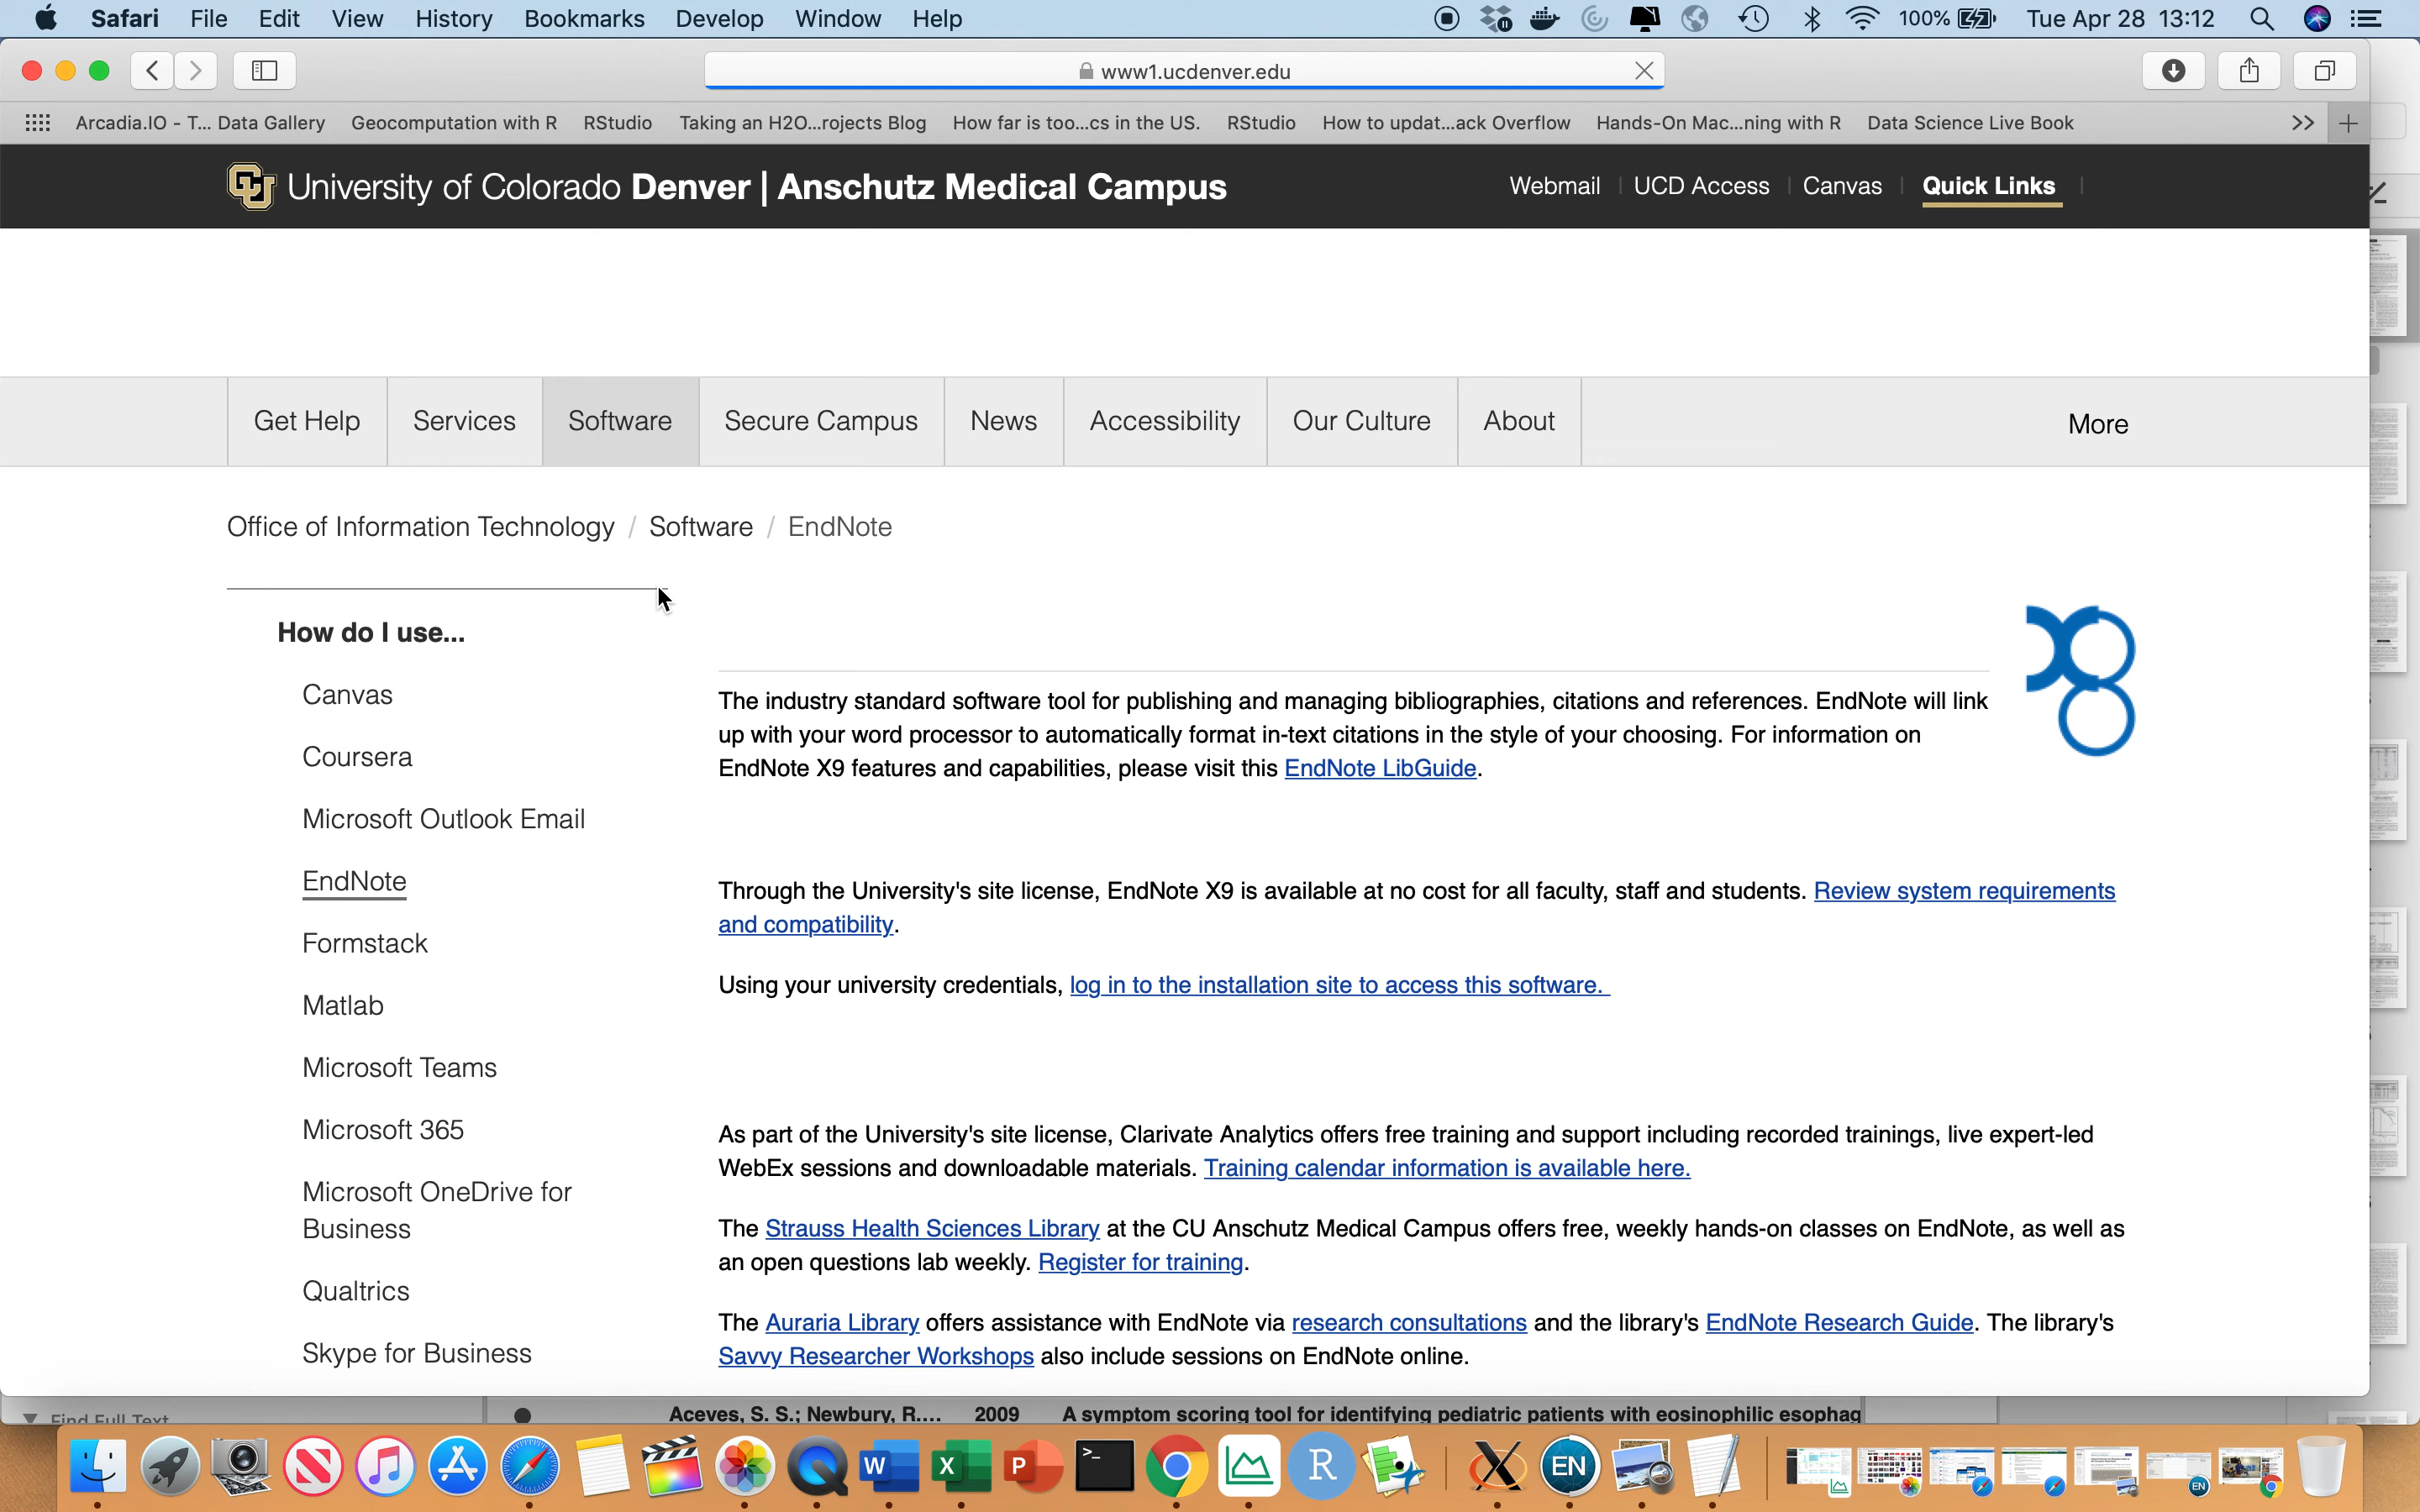 Safari File Edit View History Bookmarks Develop Window Help 100% Tue Apr 28 13:12
www1.ucdenver.edu
Arcadia.IO - T... Data Gallery Geocomputation with R RStudio Taking an H2O...rojects Blog How far is too...cs in the US. RStudio How to updat...ack Overflow Hands-On Mac...ning with R Data Science Live Book
University of Colorado Denver | Anschutz Medical Campus Webmail UCD Access Canvas Quick Links
Get Help Services Software Secure Campus News Accessibility Our Culture About More
Office of Information Technology / Software / EndNote
How do I use...
Canvas
Coursera
Microsoft Outlook Email
EndNote
Formstack
Matlab
Microsoft Teams
Microsoft 365
Microsoft OneDrive for
Business
Qualtrics
Skype for Business
The industry standard software tool for publishing and managing bibliographies, citations and references. EndNote will link
up with your word processor to automatically format in-text citations in the style of your choosing. For information on
EndNote X9 features and capabilities, please visit this EndNote LibGuide.
Through the University's site license, EndNote X9 is available at no cost for all faculty, staff and students. Review system requirements
and compatibility.
Using your university credentials, log in to the installation site to access this software.
As part of the University's site license, Clarivate Analytics offers free training and support including recorded trainings, live expert-led
WebEx sessions and downloadable materials. Training calendar information is available here.
The Strauss Health Sciences Library at the CU Anschutz Medical Campus offers free, weekly hands-on classes on EndNote, as well as
an open questions lab weekly. Register for training.
The Auraria Library offers assistance with EndNote via research consultations and the library's EndNote Research Guide. The library's
Savvy Researcher Workshops also include sessions on EndNote online.
Find Full Text Aceves, S. S.; Newbury, R.... 2009 A symptom scoring tool for identifying pediatric patients with eosinophilic esophag
W X P >_ R EN EN